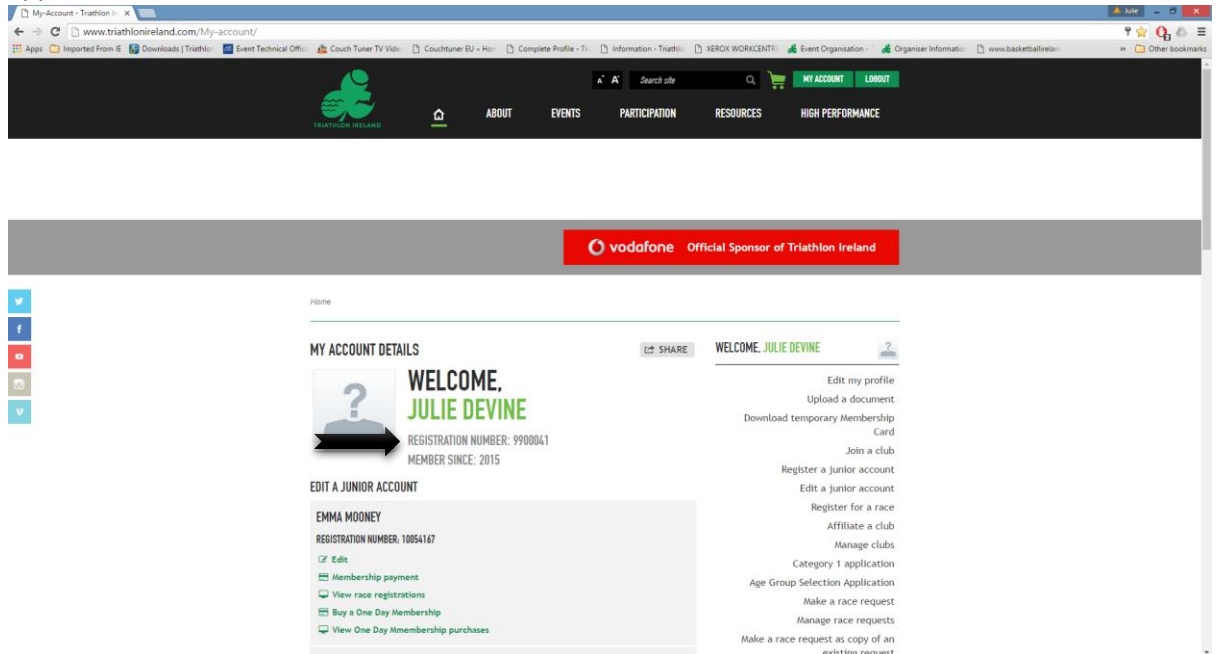 My-Account - Triathlon Ir
Julie
www.triathlonireland.com/My-account/
Apps Imported From IE Downloads | Triathlon Event Technical Offic Couch Tuner TV Vide Couchtuner EU » Hom Complete Profile - Tri Information - Triathlo XEROX WORKCENTRE Event Organisation - Organiser Information www.basketballirelan » Other bookmarks
A- A+ Search site MY ACCOUNT LOGOUT
TRIATHLON IRELAND
ABOUT EVENTS PARTICIPATION RESOURCES HIGH PERFORMANCE
vodafone Official Sponsor of Triathlon Ireland
Home
MY ACCOUNT DETAILS
SHARE
WELCOME,
JULIE DEVINE
REGISTRATION NUMBER: 9900041
MEMBER SINCE: 2015
EDIT A JUNIOR ACCOUNT
EMMA MOONEY
REGISTRATION NUMBER: 10054167
Edit
Membership payment
View race registrations
Buy a One Day Membership
View One Day Mmembership purchases
WELCOME, JULIE DEVINE
Edit my profile
Upload a document
Download temporary Membership
Card
Join a club
Register a junior account
Edit a junior account
Register for a race
Affiliate a club
Manage clubs
Category 1 application
Age Group Selection Application
Make a race request
Manage race requests
Make a race request as copy of an
existing request